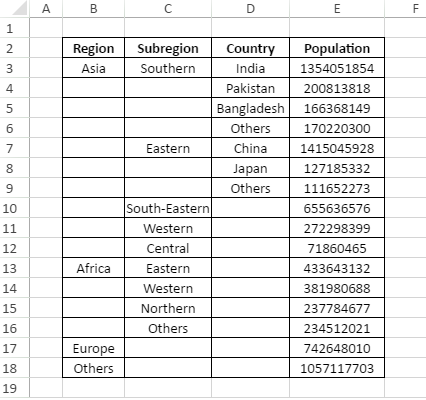 A B C D E F
1
2 Region Subregion Country Population
3 Asia Southern India 1354051854
4 Pakistan 200813818
5 Bangladesh 166368149
6 Others 170220300
7 Eastern China 1415045928
8 Japan 127185332
9 Others 111652273
10 South-Eastern 655636576
11 Western 272298399
12 Central 71860465
13 Africa Eastern 433643132
14 Western 381980688
15 Northern 237784677
16 Others 234512021
17 Europe 742648010
18 Others 1057117703
19